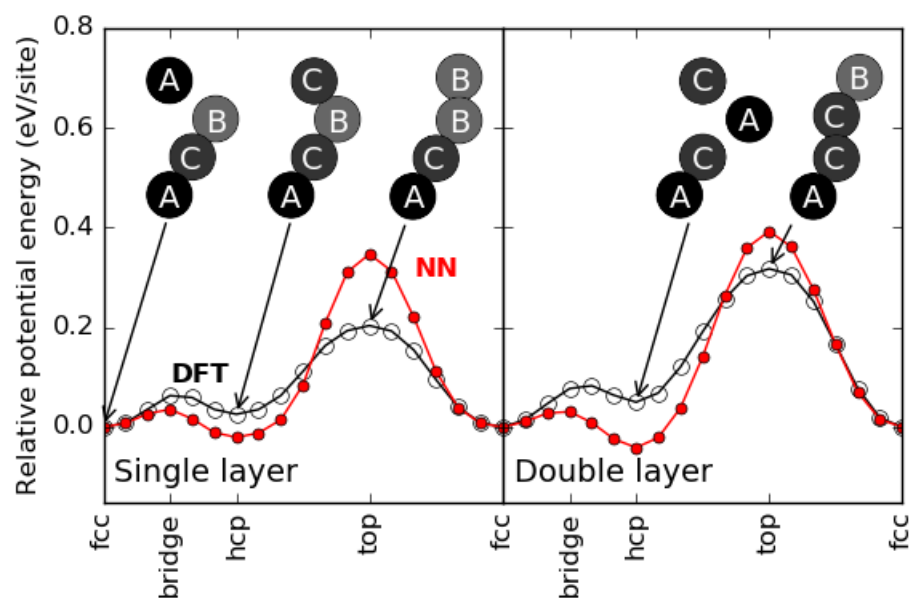 Relative potential energy (eV/site)
0.8
0.6
0.4
0.2
0.0
A
B
C
A
C
B
C
A
B
B
C
A
C
A
C
A
B
C
C
A
NN
DFT
Single layer
Double layer
fcc
bridge
hcp
top
fcc
bridge
hcp
top
fcc